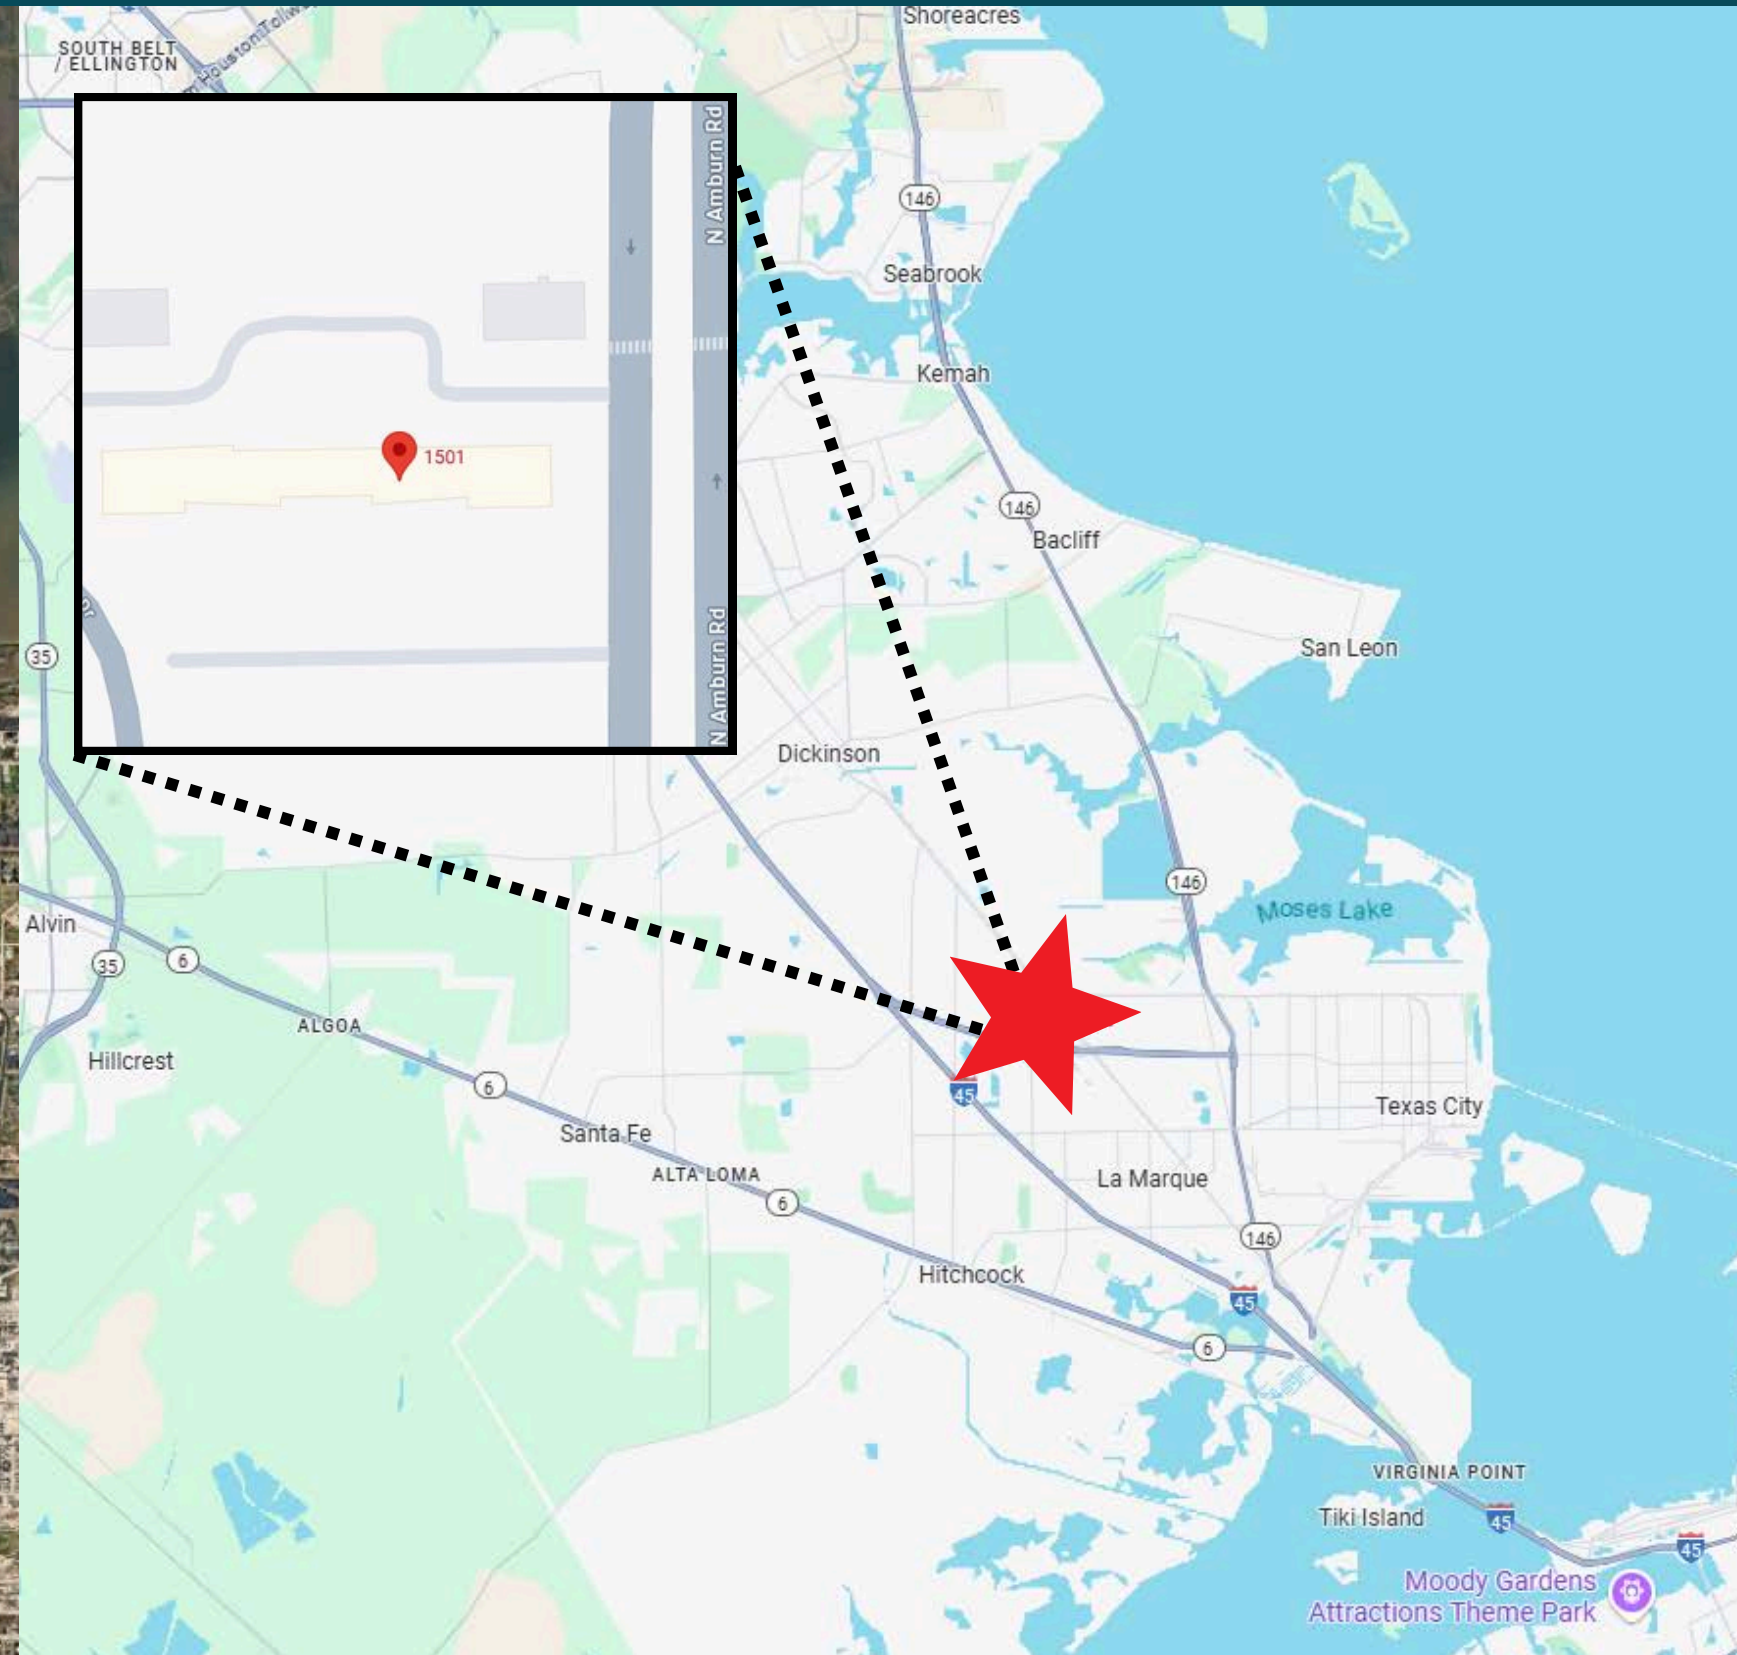 Shoreacres
SOUTH BELT
/ ELLINGTON
Houston
N Amburn Rd
146
Seabrook
Kemah
1501
146
Bacliff
Dr
N Amburn Rd
35
San Leon
Dickinson
146
Moses Lake
Alvin
35
6
ALGOA
Hillcrest
6
45
Texas City
Santa Fe
ALTA LOMA
La Marque
6
146
Hitchcock
45
6
VIRGINIA POINT
Tiki Island
45
45
Moody Gardens
Attractions Theme Park